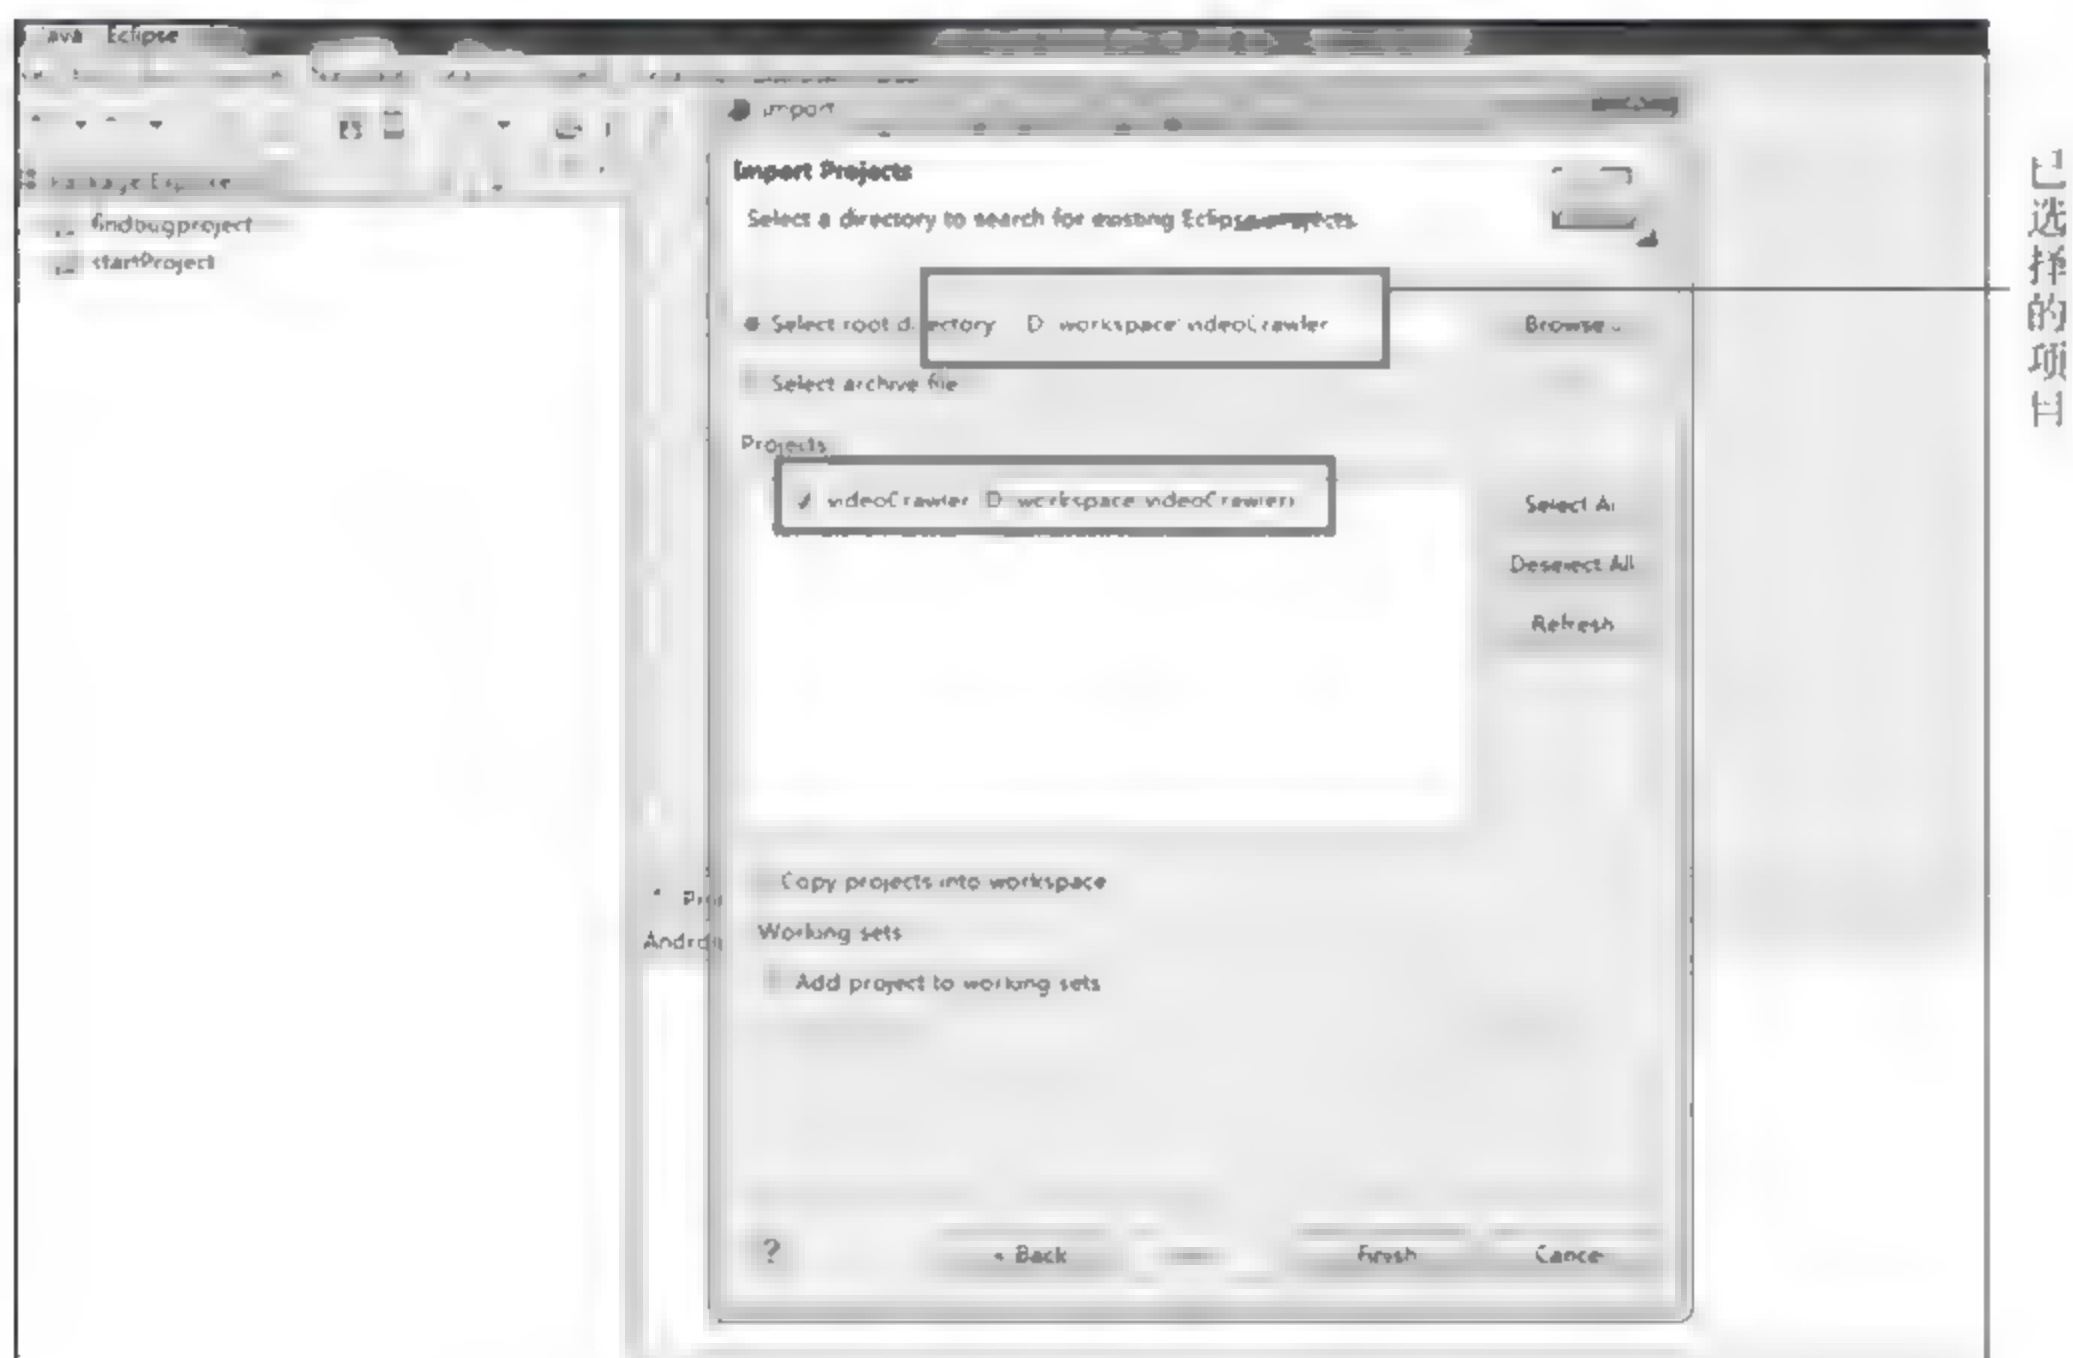 Java Eclipse
Import
Package Explorer
findbugproject
startProject
Import Projects
Select a directory to search for existing Eclipse projects.
Select root directory D workspace videoCrawler
Browse..
Select archive file
Projects
videoCrawler D workspace videoCrawler)
Select Al
Deselect All
Refresh
Copy projects into workspace
Working sets
Add project to working sets
?
< Back
Finish
Cance
已选择的项目